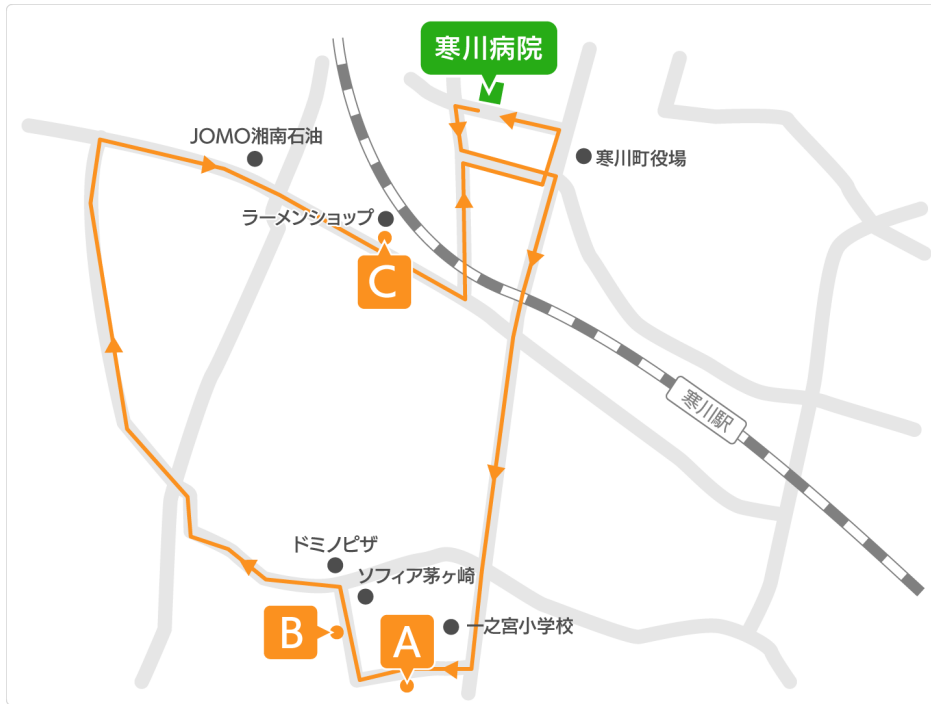 寒川病院
JOMO湘南石油
寒川町役場
ラーメンショップ
C
寒川駅
ドミノピザ
ソフィア茅ヶ崎
一之宮小学校
B
A